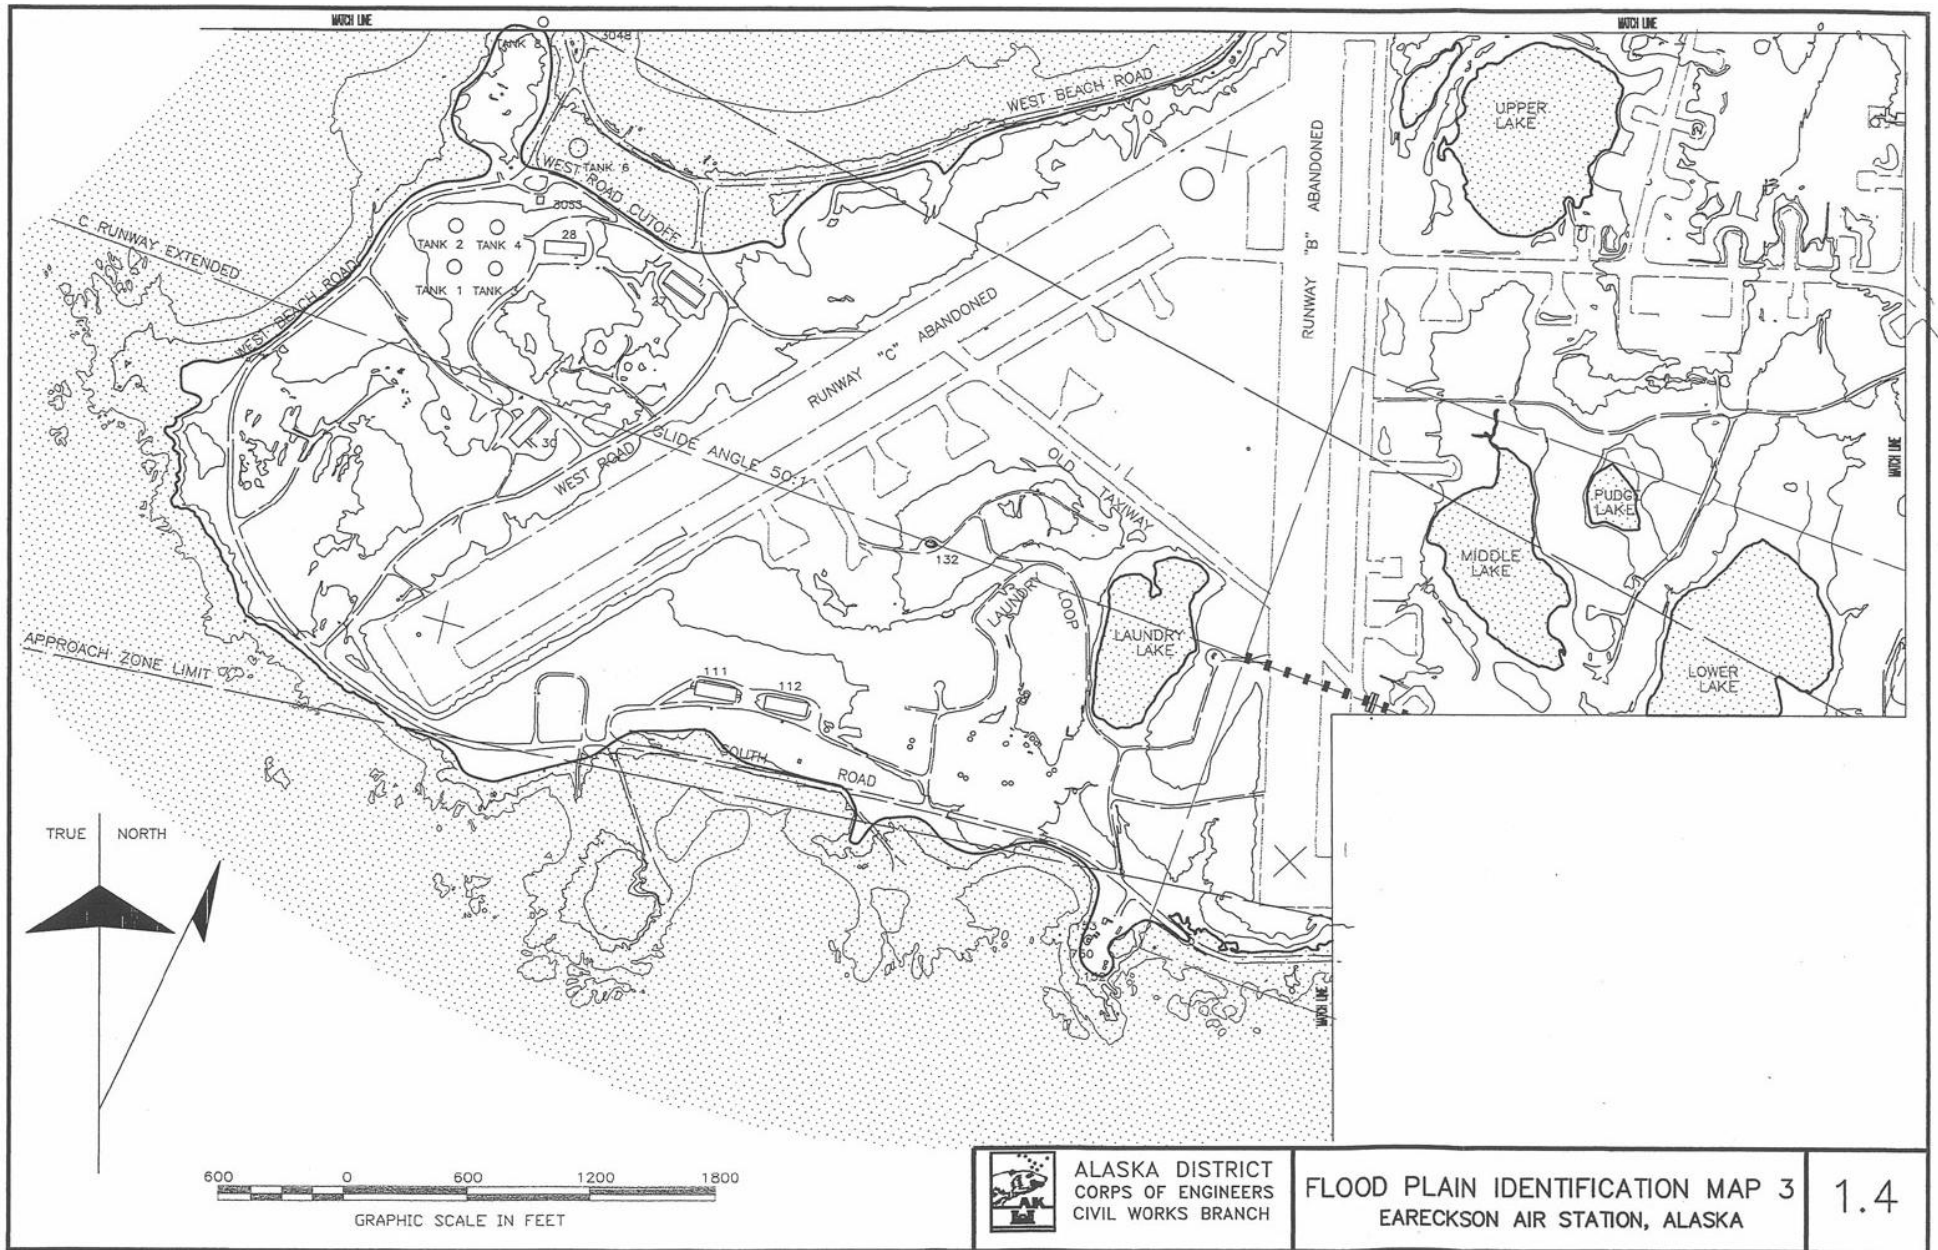 MATCH LINE
MATCH LINE
TANK 8
3048
WEST BEACH ROAD
UPPER
LAKE
TANK 6
WEST ROAD CUTOFF
RUNWAY "B" ABANDONED
C RUNWAY EXTENDED
28
TANK 2
TANK 4
TANK 1
TANK 3
27
WEST BEACH ROAD
RUNWAY "C" ABANDONED
30
WEST ROAD
GLIDE ANGLE 50:1
OLD TAXIWAY
MATCH LINE
PUDGE
LAKE
132
MIDDLE
LAKE
LAUNDRY LOOP
LAUNDRY
LAKE
APPROACH ZONE LIMIT
111
112
LOWER
LAKE
SOUTH ROAD
TRUE NORTH
750
MATCH LINE
600 0 600 1200 1800
GRAPHIC SCALE IN FEET
AK
ALASKA DISTRICT
CORPS OF ENGINEERS
CIVIL WORKS BRANCH
FLOOD PLAIN IDENTIFICATION MAP 3
EARECKSON AIR STATION, ALASKA
1.4